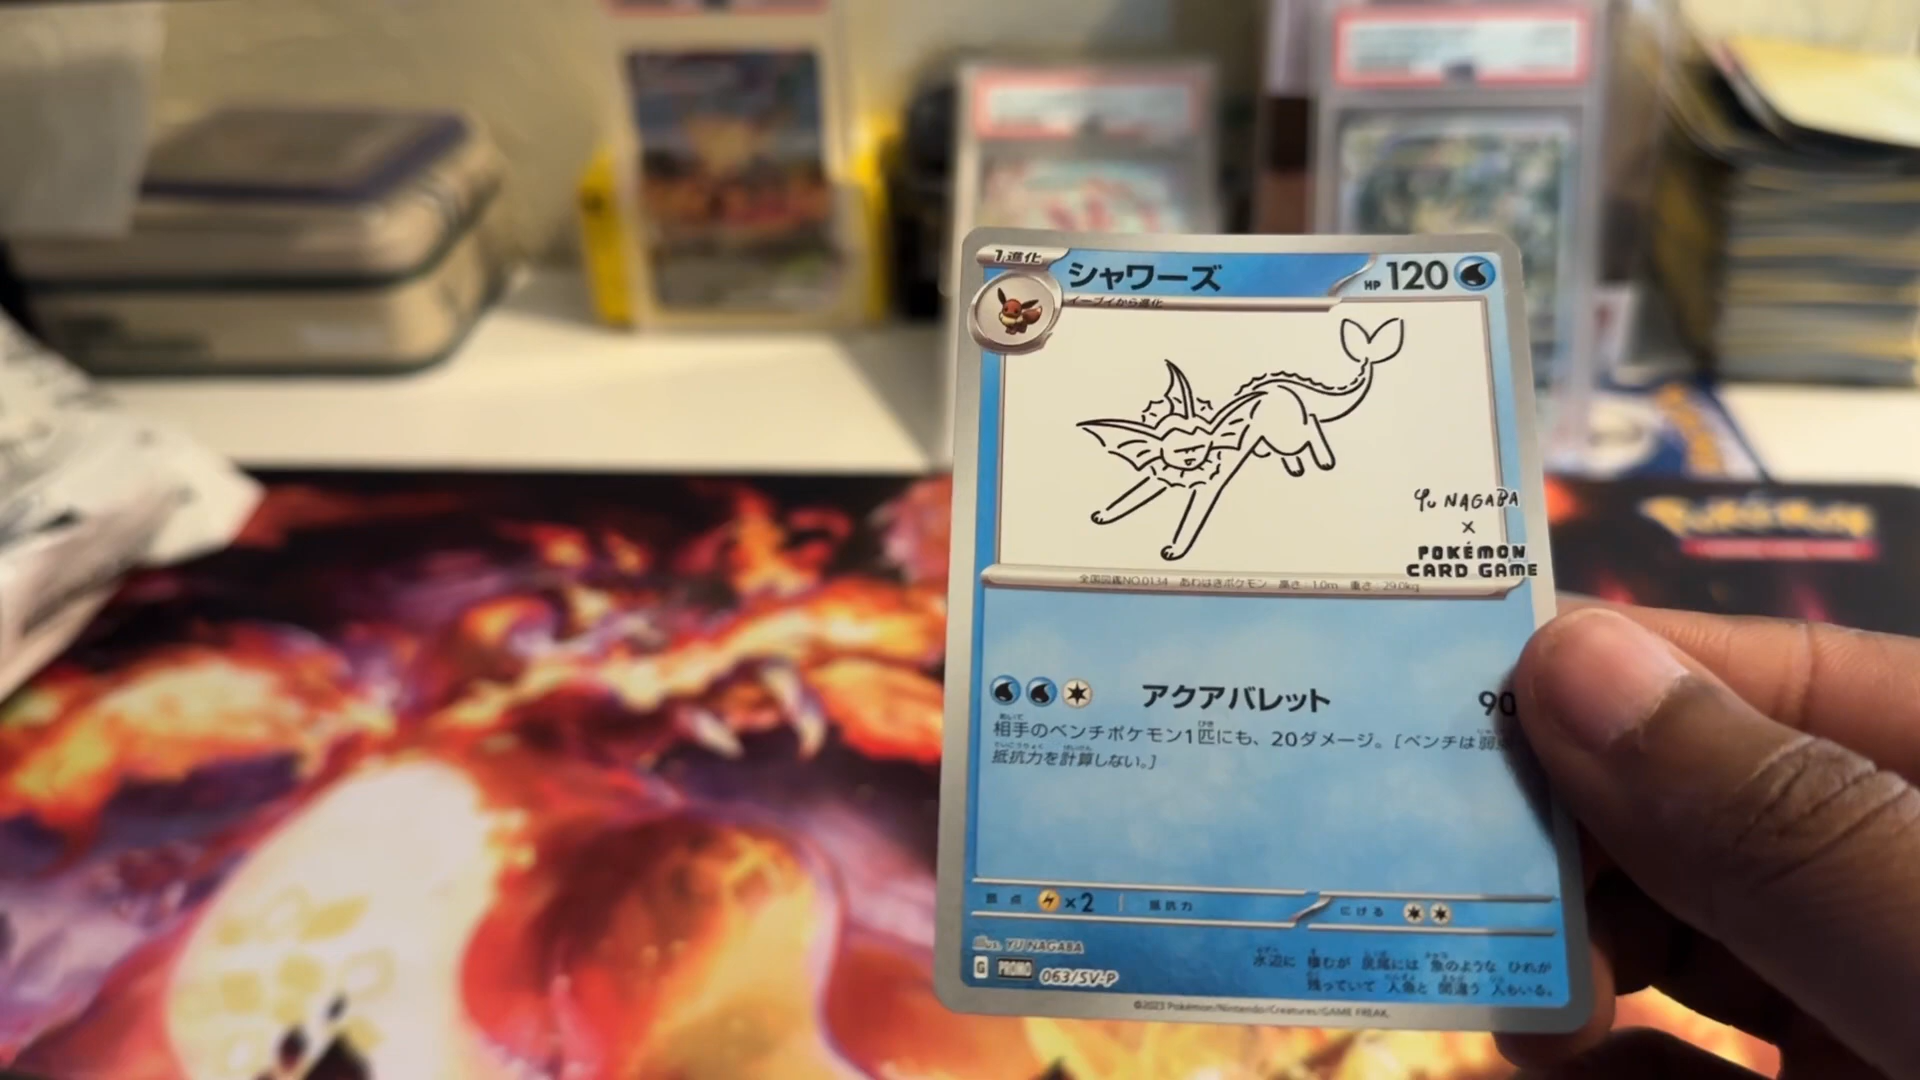 1進化
シャワーズ
HP 120
イーブイから進化
Yu NAGABA
×
POKÉMON
CARD GAME
全国図鑑NO.0134 あわはきポケモン 高さ：1.0m 重さ：29.0kg
アクアバレット 90
相手のベンチポケモン1匹にも、20ダメージ。［ベンチは弱
抵抗力を計算しない。］
弱点 ×2 抵抗力 にげる
illus. YU NAGABA
G PROMO 063/SV-P
水辺に 棲むが 尻尾には 魚のような ひれが
残っていて 人魚と 間違う 人もいる。
©2023 Pokémon/Nintendo/Creatures/GAME FREAK.
POKÉMON